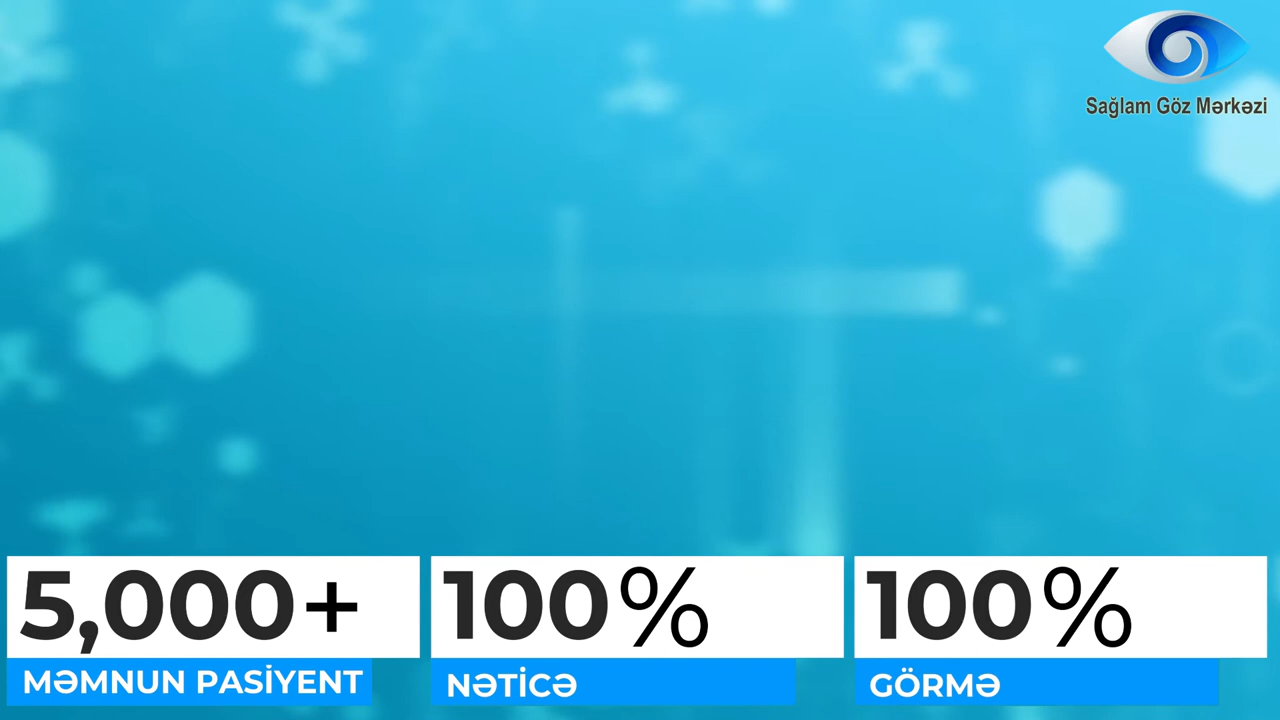 Sağlam Göz Mərkəzi
5,000+
MƏMNUN PASİYENT
100%
NƏTİCƏ
100%
GÖRMƏ